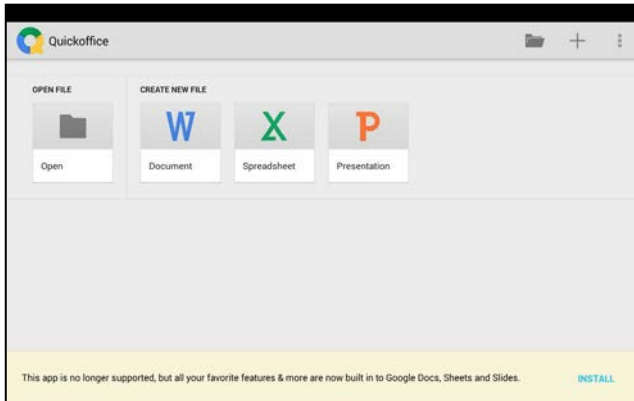 Quickoffice
OPEN FILE
CREATE NEW FILE
W
X
P
Open
Document
Spreadsheet
Presentation
This app is no longer supported, but all your favorite features & more are now built in to Google Docs, Sheets and Slides.
INSTALL